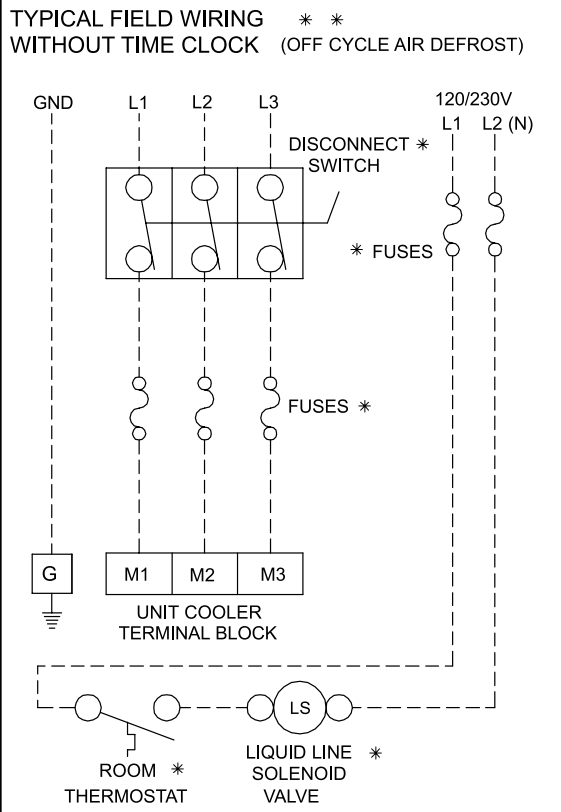 TYPICAL FIELD WIRING * *
WITHOUT TIME CLOCK (OFF CYCLE AIR DEFROST)
GND L1 L2 L3
120/230V
L1 L2 (N)
DISCONNECT *
SWITCH
* FUSES
FUSES *
G
M1 M2 M3
UNIT COOLER
TERMINAL BLOCK
LS
ROOM *
THERMOSTAT
LIQUID LINE *
SOLENOID
VALVE